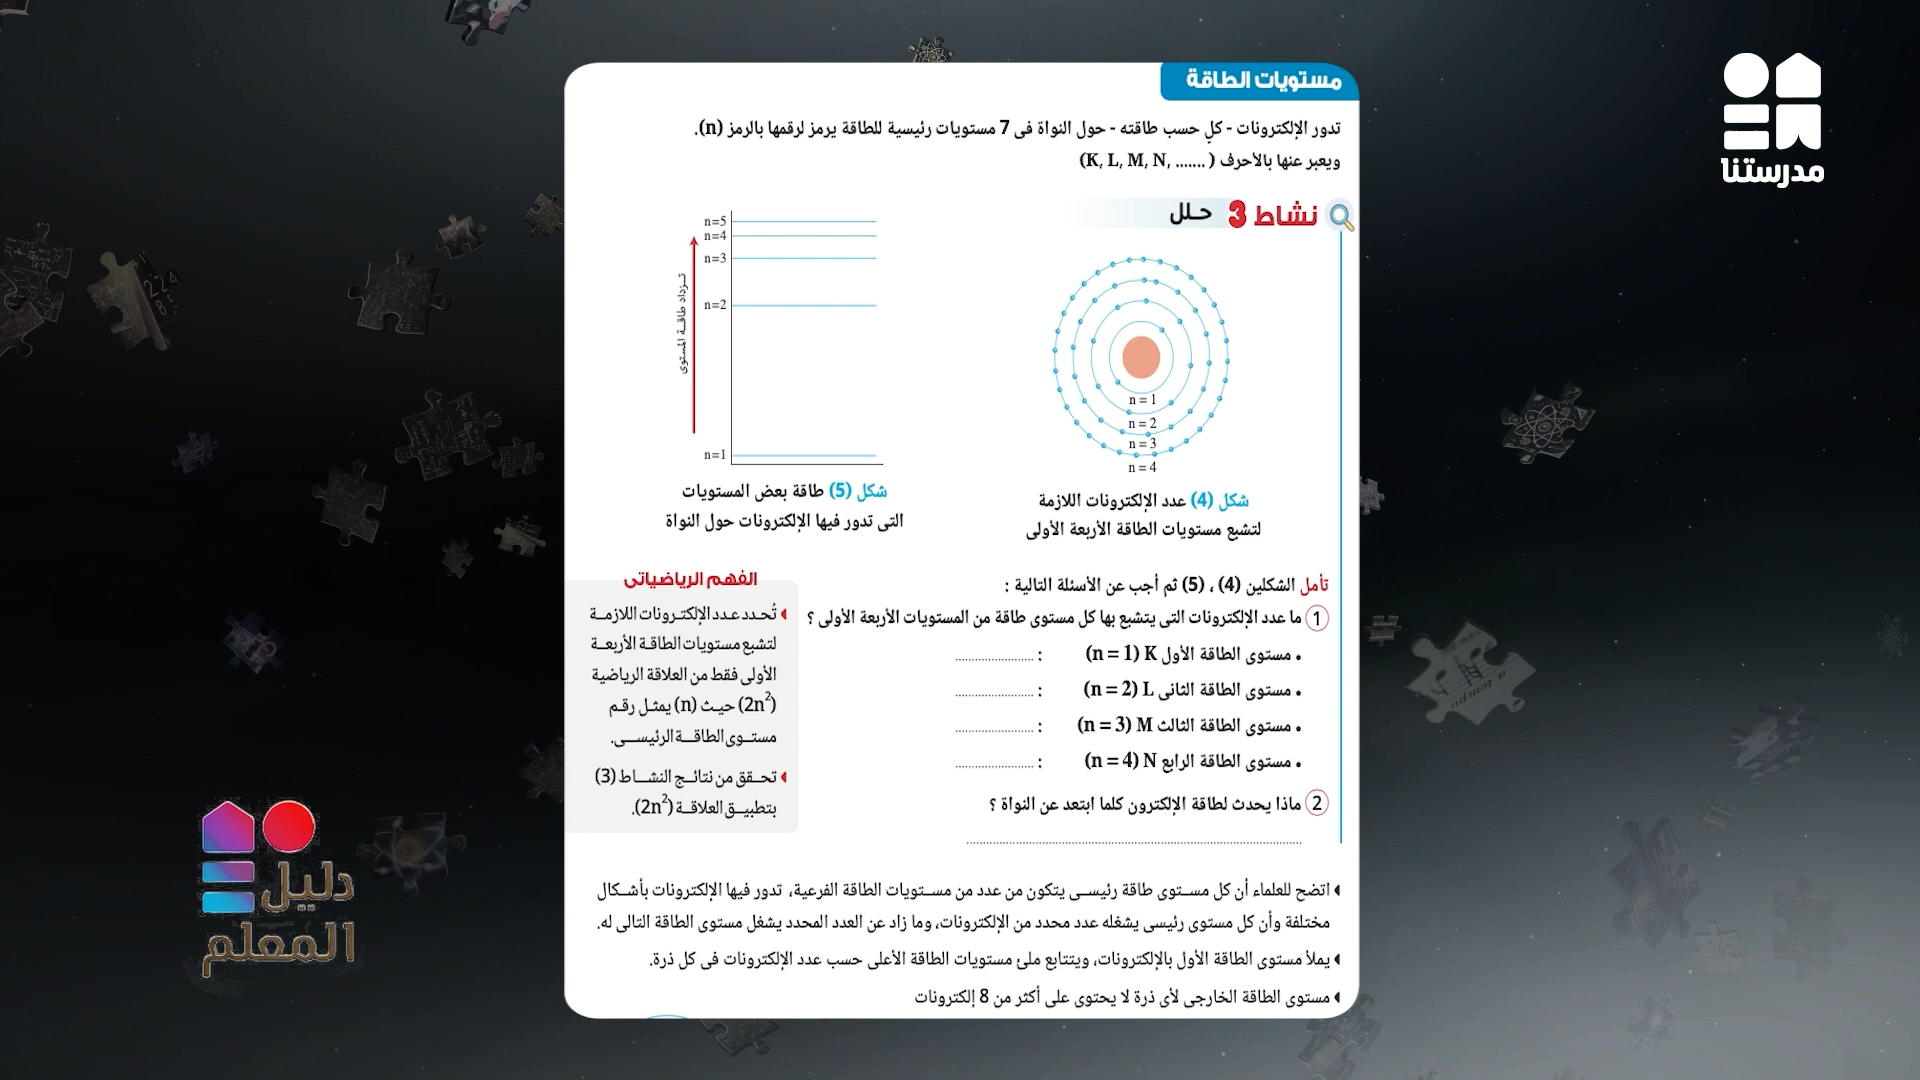 مدرستنا
مستويات الطاقة
تدور الإلكترونات - كلٍ حسب طاقته - حول النواة فى 7 مستويات رئيسية للطاقة يرمز لرقمها بالرمز (n).
ويعبر عنها بالأحرف ( ....... ,K, L, M, N)
نشاط 3 حلل
n = 1
n = 2
n = 3
n = 4
شكل (4) عدد الإلكترونات اللازمة
لتشبع مستويات الطاقة الأربعة الأولى
n=5
n=4
n=3
n=2
n=1
تزداد طاقة المستوى
شكل (5) طاقة بعض المستويات
التى تدور فيها الإلكترونات حول النواة
تأمل الشكلين (4) ، (5) ثم أجب عن الأسئلة التالية :
1 ما عدد الإلكترونات التى يتشبع بها كل مستوى طاقة من المستويات الأربعة الأولى ؟
• مستوى الطاقة الأول K (n = 1) : ........................
• مستوى الطاقة الثانى L (n = 2) : ........................
• مستوى الطاقة الثالث M (n = 3) : ........................
• مستوى الطاقة الرابع N (n = 4) : ........................
2 ماذا يحدث لطاقة الإلكترون كلما ابتعد عن النواة ؟
....................................................................................
الفهم الرياضياتى
تُحدد عدد الإلكترونات اللازمة
لتشبع مستويات الطاقة الأربعة
الأولى فقط من العلاقة الرياضية
(2n²) حيث (n) يمثل رقم
مستوى الطاقة الرئيسى.
تحقق من نتائج النشاط (3)
بتطبيق العلاقة (2n²).
اتضح للعلماء أن كل مستوى طاقة رئيسى يتكون من عدد من مستويات الطاقة الفرعية، تدور فيها الإلكترونات بأشكال
مختلفة وأن كل مستوى رئيسى يشغله عدد محدد من الإلكترونات، وما زاد عن العدد المحدد يشغل مستوى الطاقة التالى له.
يملأ مستوى الطاقة الأول بالإلكترونات، ويتتابع ملئ مستويات الطاقة الأعلى حسب عدد الإلكترونات فى كل ذرة.
مستوى الطاقة الخارجى لأى ذرة لا يحتوى على أكثر من 8 إلكترونات
دليل
المعلم